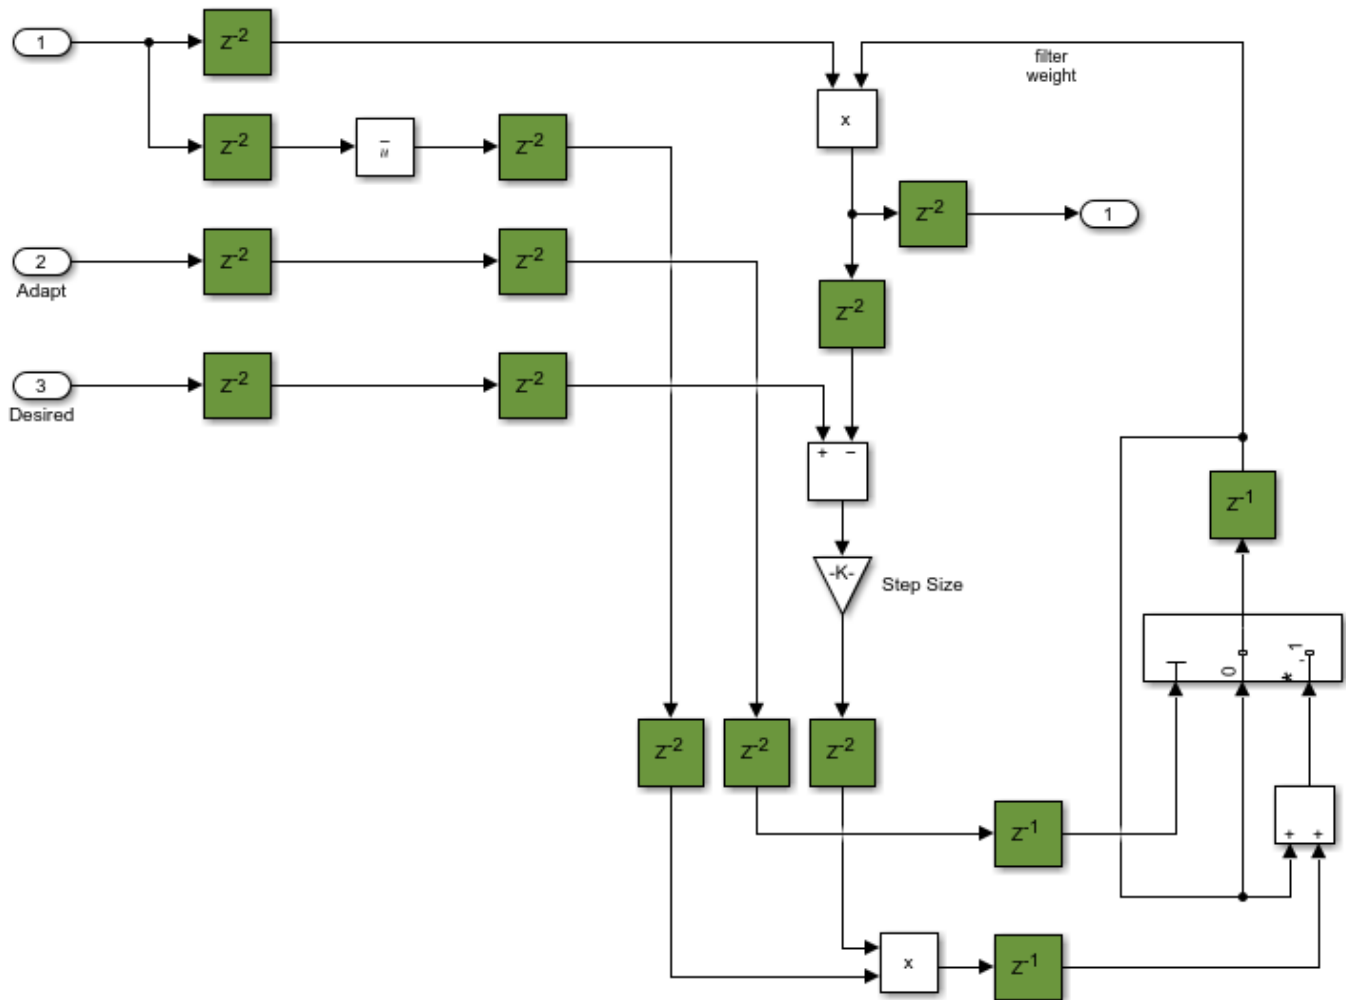 1
z⁻²
filter
weight
x
z⁻²
z⁻²
z⁻²
1
2
z⁻²
z⁻²
Adapt
z⁻²
3
z⁻²
z⁻²
Desired
+ −
z⁻¹
-K-
Step Size
T
0
*, 1
z⁻²
z⁻²
z⁻²
z⁻¹
+ +
x
z⁻¹